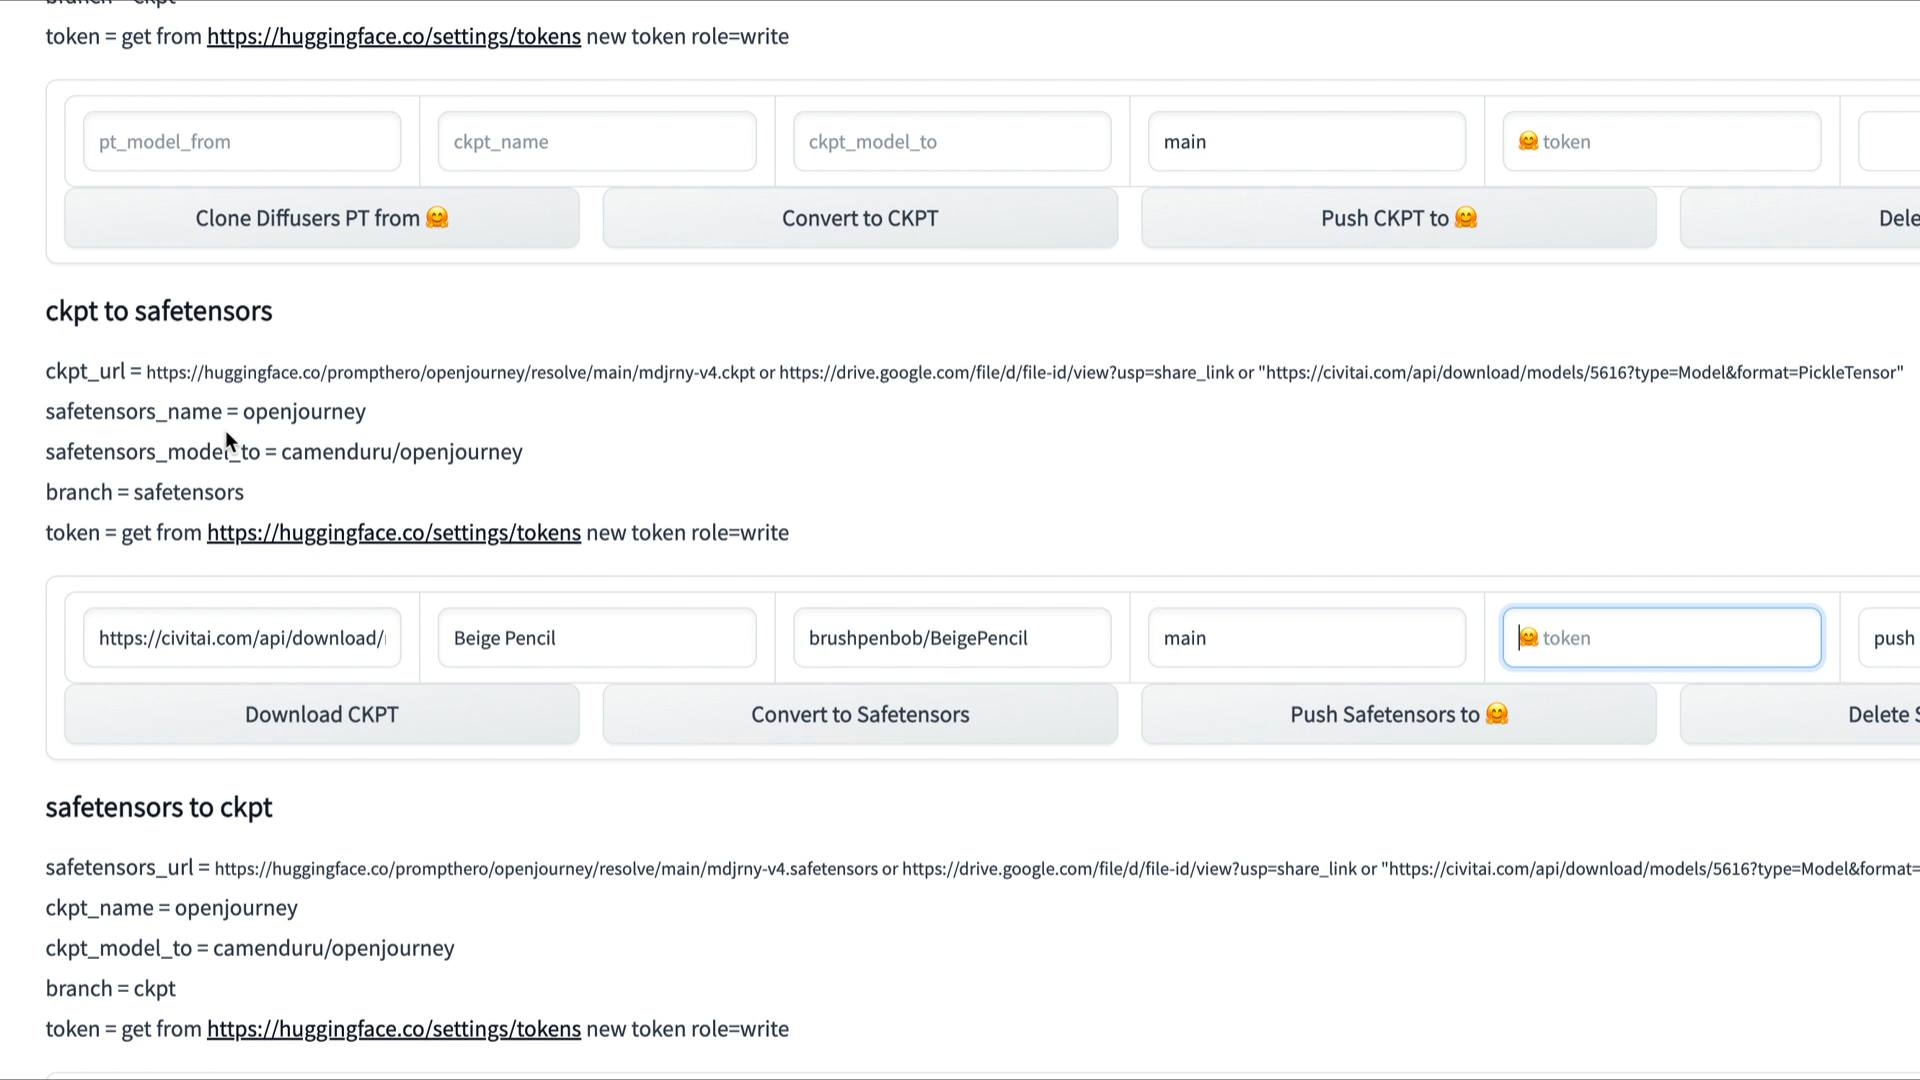 token = get from https://huggingface.co/settings/tokens new token role=write
pt_model_from
ckpt_name
ckpt_model_to
main
🤗 token
Clone Diffusers PT from 🤗
Convert to CKPT
Push CKPT to 🤗
Dele
ckpt to safetensors
ckpt_url = https://huggingface.co/prompthero/openjourney/resolve/main/mdjrny-v4.ckpt or https://drive.google.com/file/d/file-id/view?usp=share_link or "https://civitai.com/api/download/models/5616?type=Model&format=PickleTensor"
safetensors_name = openjourney
safetensors_model_to = camenduru/openjourney
branch = safetensors
token = get from https://huggingface.co/settings/tokens new token role=write
https://civitai.com/api/download/
Beige Pencil
brushpenbob/BeigePencil
main
🤗 token
push
Download CKPT
Convert to Safetensors
Push Safetensors to 🤗
Delete
safetensors to ckpt
safetensors_url = https://huggingface.co/prompthero/openjourney/resolve/main/mdjrny-v4.safetensors or https://drive.google.com/file/d/file-id/view?usp=share_link or "https://civitai.com/api/download/models/5613?type=Model&format=
ckpt_name = openjourney
ckpt_model_to = camenduru/openjourney
branch = ckpt
token = get from https://huggingface.co/settings/tokens new token role=write